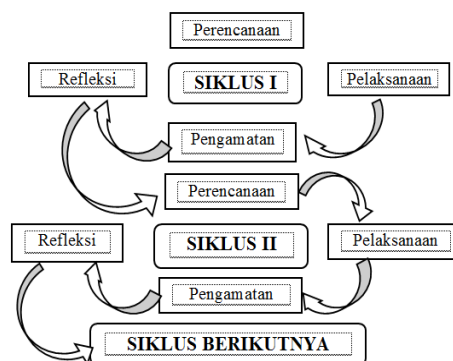 Perencanaan
Refleksi
SIKLUS I
Pelaksanaan
Pengamatan
Perencanaan
Refleksi
SIKLUS II
Pelaksanaan
Pengamatan
SIKLUS BERIKUTNYA